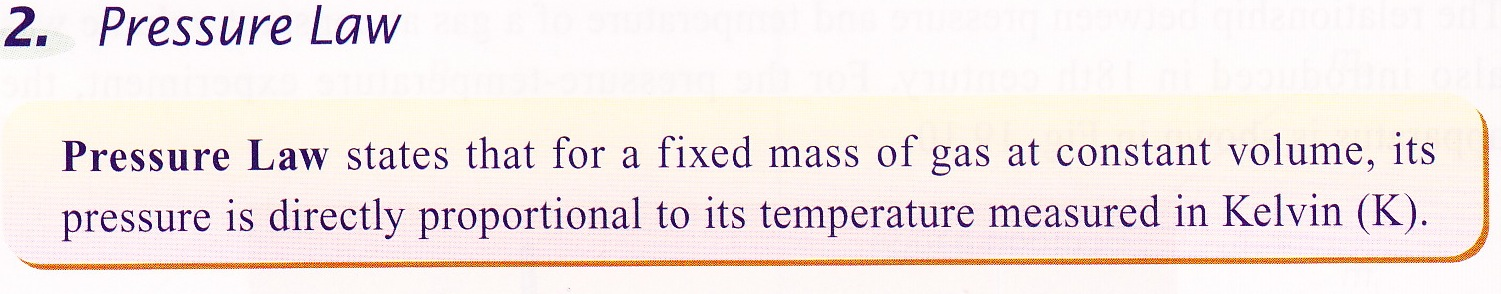 2. Pressure Law
Pressure Law states that for a fixed mass of gas at constant volume, its
pressure is directly proportional to its temperature measured in Kelvin (K).